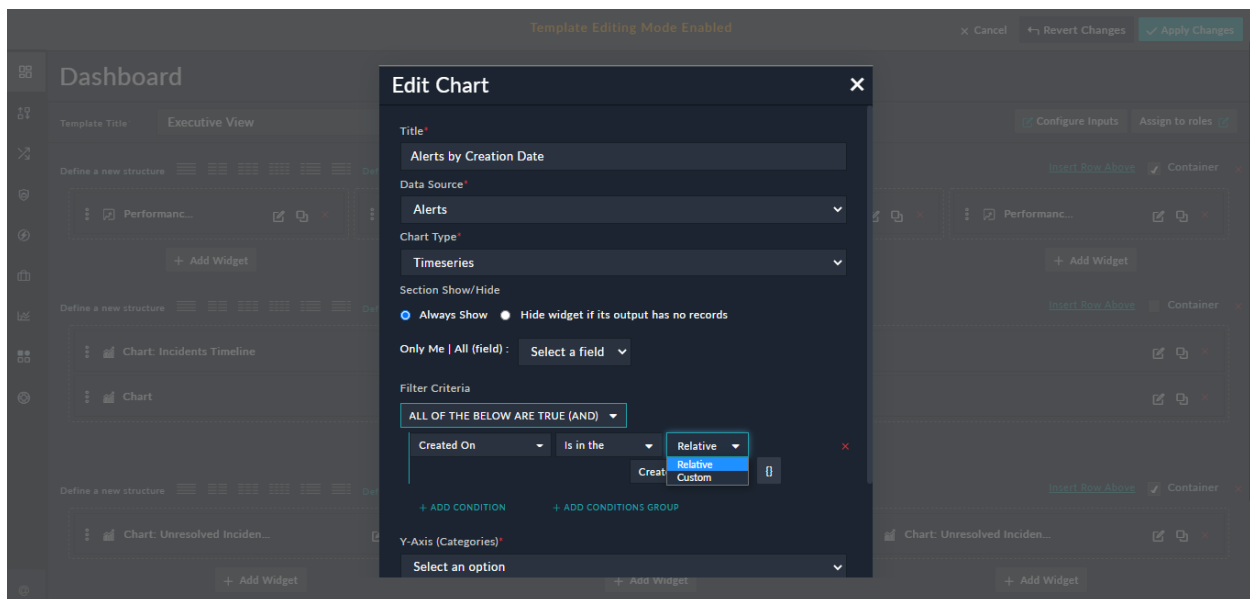 Template Editing Mode Enabled
Cancel
Revert Changes
Apply Changes
Dashboard
Template Title*
Executive View
Configure Inputs
Assign to roles
Define a new structure
Insert Row Above
Container
Performanc...
Performanc...
+ Add Widget
+ Add Widget
Define a new structure
Insert Row Above
Container
Chart: Incidents Timeline
Chart
Define a new structure
Insert Row Above
Container
Chart: Unresolved Inciden...
Chart: Unresolved Inciden...
+ Add Widget
+ Add Widget
+ Add Widget
Edit Chart
Title*
Alerts by Creation Date
Data Source*
Alerts
Chart Type*
Timeseries
Section Show/Hide
Always Show
Hide widget if its output has no records
Only Me | All (field) :
Select a field
Filter Criteria
ALL OF THE BELOW ARE TRUE (AND)
Created On
Is in the
Relative
Relative
Custom
Creat
{}
+ ADD CONDITION
+ ADD CONDITIONS GROUP
Y-Axis (Categories)*
Select an option